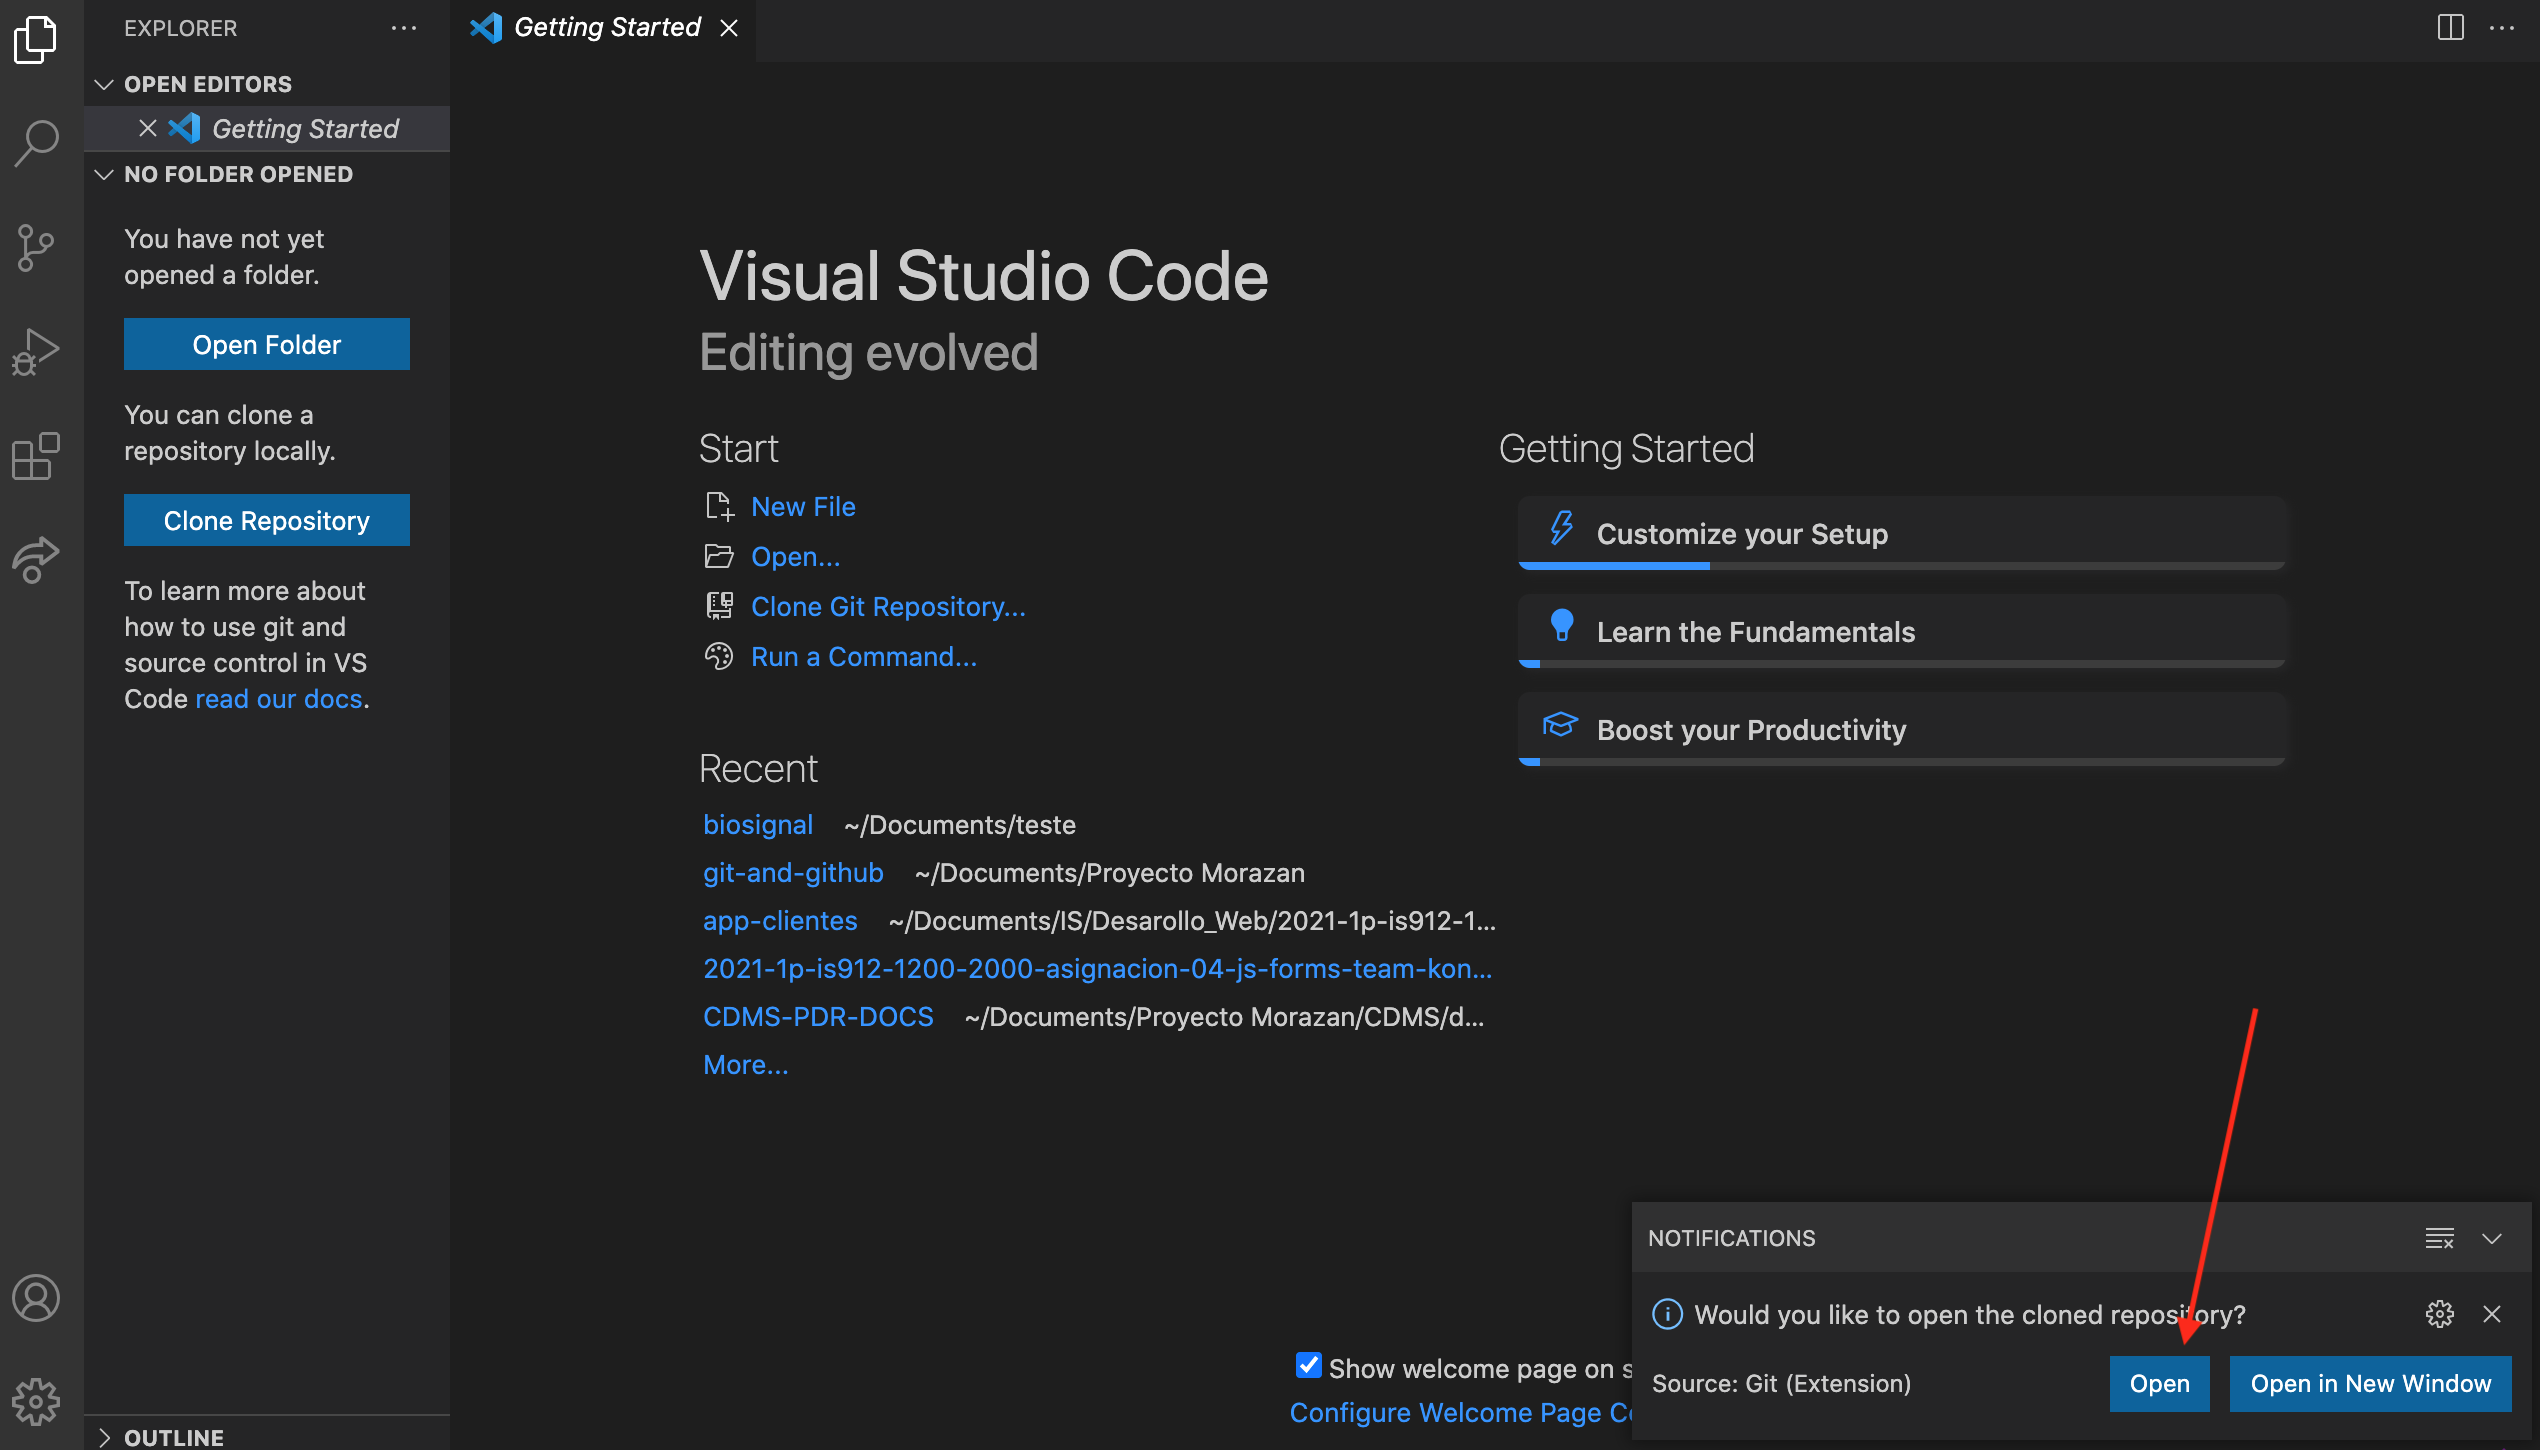 EXPLORER
OPEN EDITORS
Getting Started
NO FOLDER OPENED
You have not yet
opened a folder.
Open Folder
You can clone a
repository locally.
Clone Repository
To learn more about
how to use git and
source control in VS
Code read our docs.
OUTLINE
Getting Started
Visual Studio Code
Editing evolved
Start
New File
Open...
Clone Git Repository...
Run a Command...
Recent
biosignal ~/Documents/teste
git-and-github ~/Documents/Proyecto Morazan
app-clientes ~/Documents/IS/Desarollo_Web/2021-1p-is912-1...
2021-1p-is912-1200-2000-asignacion-04-js-forms-team-kon...
CDMS-PDR-DOCS ~/Documents/Proyecto Morazan/CDMS/d...
More...
Getting Started
Customize your Setup
Learn the Fundamentals
Boost your Productivity
Show welcome page on s
Configure Welcome Page Co
NOTIFICATIONS
Would you like to open the cloned repository?
Source: Git (Extension)
Open
Open in New Window